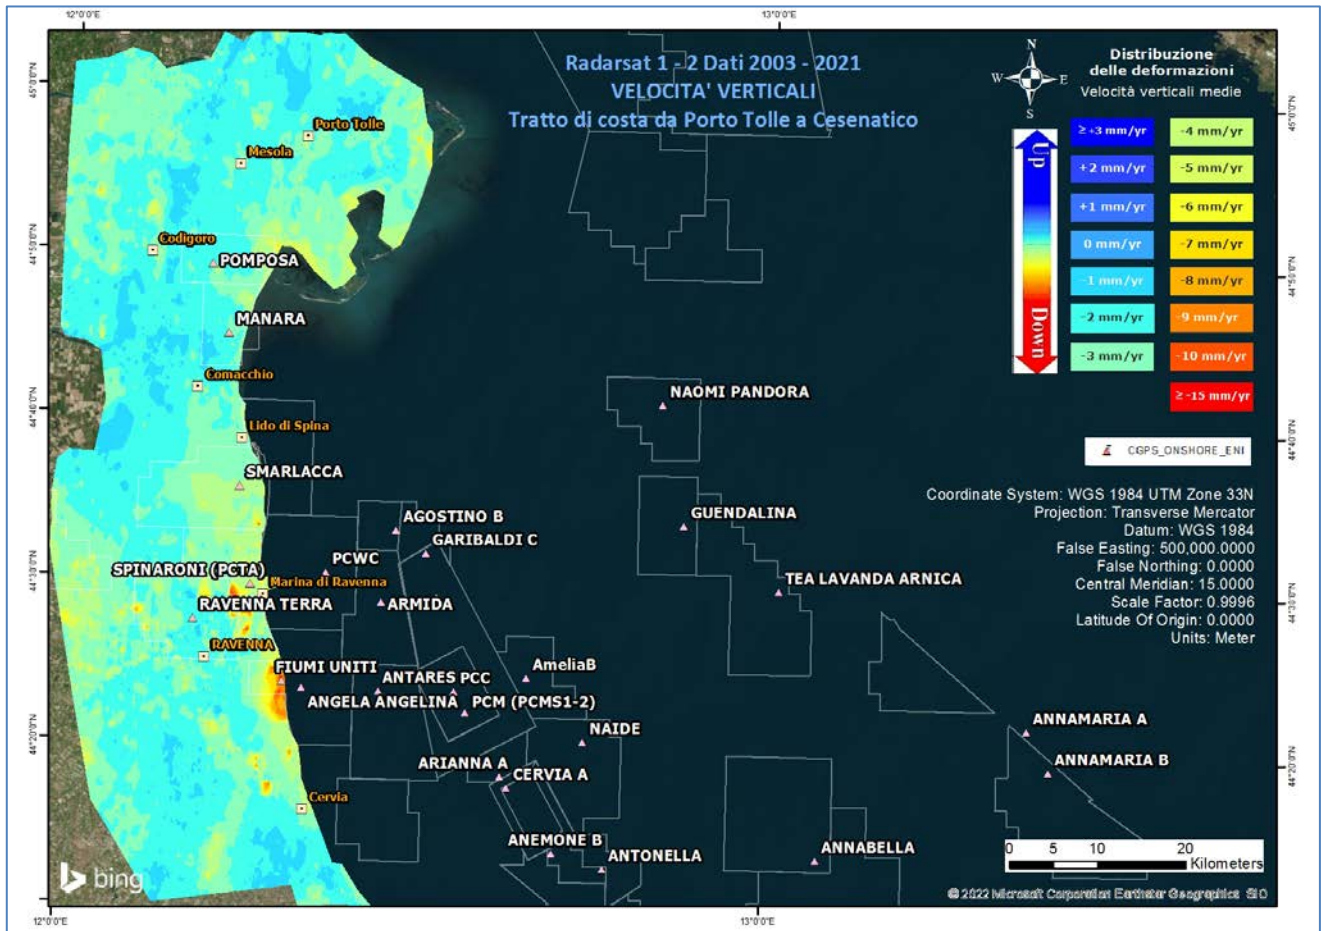 12°0'0"E
13°0'0"E
Radarsat 1 - 2 Dati 2003 - 2021
VELOCITA' VERTICALI
Tratto di costa da Porto Tolle a Cesenatico
N
W
E
S
Distribuzione
delle deformazioni
Velocità verticali medie
Up
Down
≥ +3 mm/yr
-4 mm/yr
+2 mm/yr
-5 mm/yr
+1 mm/yr
-6 mm/yr
0 mm/yr
-7 mm/yr
-1 mm/yr
-8 mm/yr
-2 mm/yr
-9 mm/yr
-3 mm/yr
-10 mm/yr
≥ -15 mm/yr
CGPS_ONSHORE_ENI
Coordinate System: WGS 1984 UTM Zone 33N
Projection: Transverse Mercator
Datum: WGS 1984
False Easting: 500,000.0000
False Northing: 0.0000
Central Meridian: 15.0000
Scale Factor: 0.9996
Latitude Of Origin: 0.0000
Units: Meter
Porto Tolle
Mesola
Codigoro
POMPOSA
MANARA
Comacchio
NAOMI PANDORA
Lido di Spina
SMARLACCA
AGOSTINO B
GUENDALINA
GARIBALDI C
PCWC
SPINARONI (PCTA)
Marina di Ravenna
TEA LAVANDA ARNICA
RAVENNA TERRA
ARMIDA
RAVENNA
FIUMI UNITI
AmeliaB
ANTARES
PCC
ANGELA ANGELINA
PCM (PCMS1-2)
ANNAMARIA A
NAIDE
ARIANNA A
CERVIA A
ANNAMARIA B
Cervia
ANEMONE B
ANTONELLA
ANNABELLA
0 5 10 20
Kilometers
bing
© 2022 Microsoft Corporation Earthstar Geographics SIO
12°0'0"E
13°0'0"E